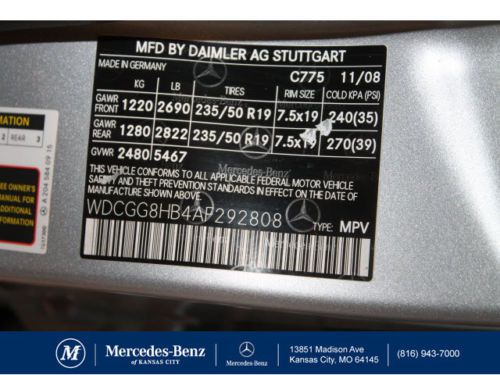 MFD BY DAIMLER AG STUTTGART
MADE IN GERMANY C775 11/08
KG LB TIRES RIM SIZE COLD KPA (PSI)
GAWR FRONT 1220 2690 235/50 R19 7.5x19 240(35)
GAWR REAR 1280 2822 235/50 R19 7.5x19 270(39)
GVWR 2480 5467
THIS VEHICLE CONFORMS TO ALL APPLICABLE FEDERAL MOTOR VEHICLE
SAFETY STANDARDS IN EFFECT ON THE DATE OF
MANUFACTURE SHOWN ABOVE.
WDCGG8HB4AF292808 TYPE: MPV
Mercedes-Benz
MATION
2 REAR 3
SEE OWNER'S
MANUAL FOR
ADDITIONAL
FORMATION
A 204 584 09 15
M
Mercedes-Benz
OF KANSAS CITY
Mercedes-Benz
13851 Madison Ave
Kansas City, MO 64145
(816) 943-7000